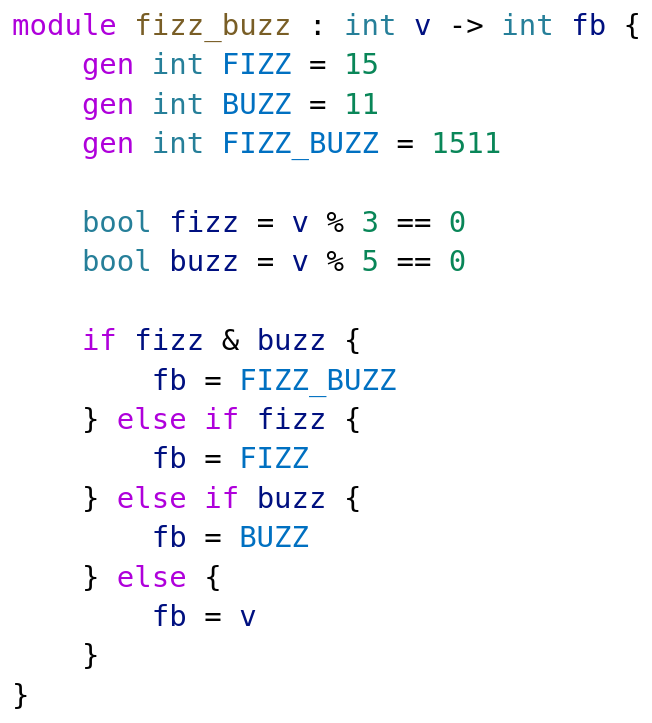 module fizz_buzz : int v -> int fb {
    gen int FIZZ = 15
    gen int BUZZ = 11
    gen int FIZZ_BUZZ = 1511

    bool fizz = v % 3 == 0
    bool buzz = v % 5 == 0

    if fizz & buzz {
        fb = FIZZ_BUZZ
    } else if fizz {
        fb = FIZZ
    } else if buzz {
        fb = BUZZ
    } else {
        fb = v
    }
}